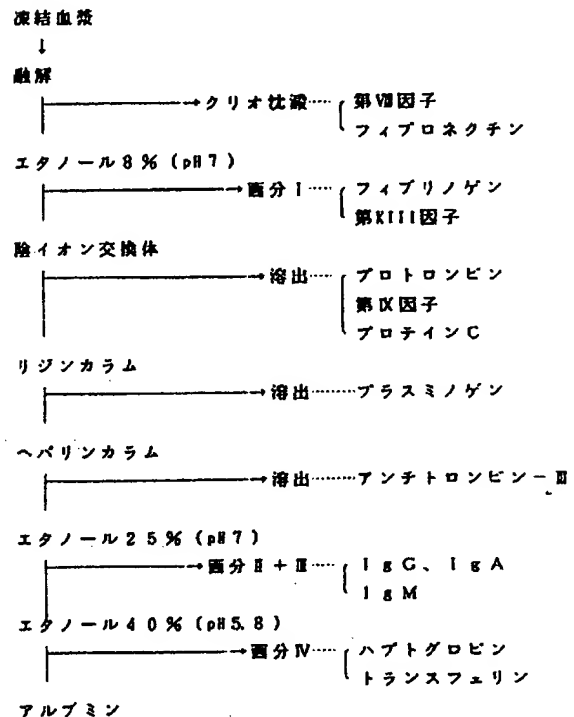 凍結血漿
↓
融解
→クリオ沈澱…… 第Ⅷ因子
フィブロネクチン
エタノール8%(pH7)
→画分Ⅰ…… フィブリノゲン
第XIII因子
陰イオン交換体
→溶出…… プロトロンビン
第Ⅸ因子
プロテインC
リジンカラム
→溶出………プラスミノゲン
ヘパリンカラム
→溶出………アンチトロンビン-Ⅲ
エタノール25%(pH7)
→画分Ⅱ+Ⅲ…… IgG、IgA
IgM
エタノール40%(pH5.8)
→画分Ⅳ…… ハプトグロビン
トランスフェリン
アルブミン